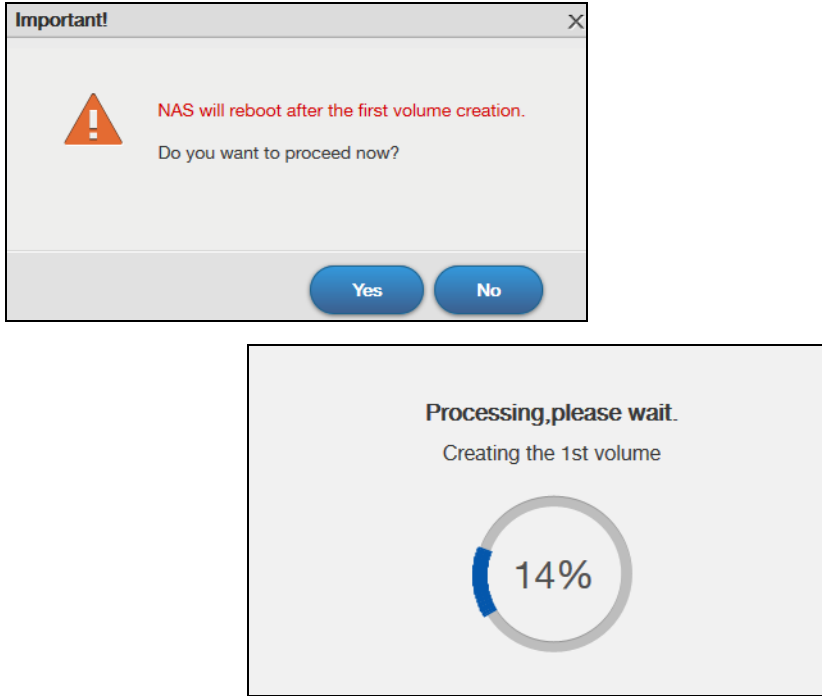 Important!
NAS will reboot after the first volume creation.
Do you want to proceed now?
Yes No
Processing,please wait.
Creating the 1st volume
14%